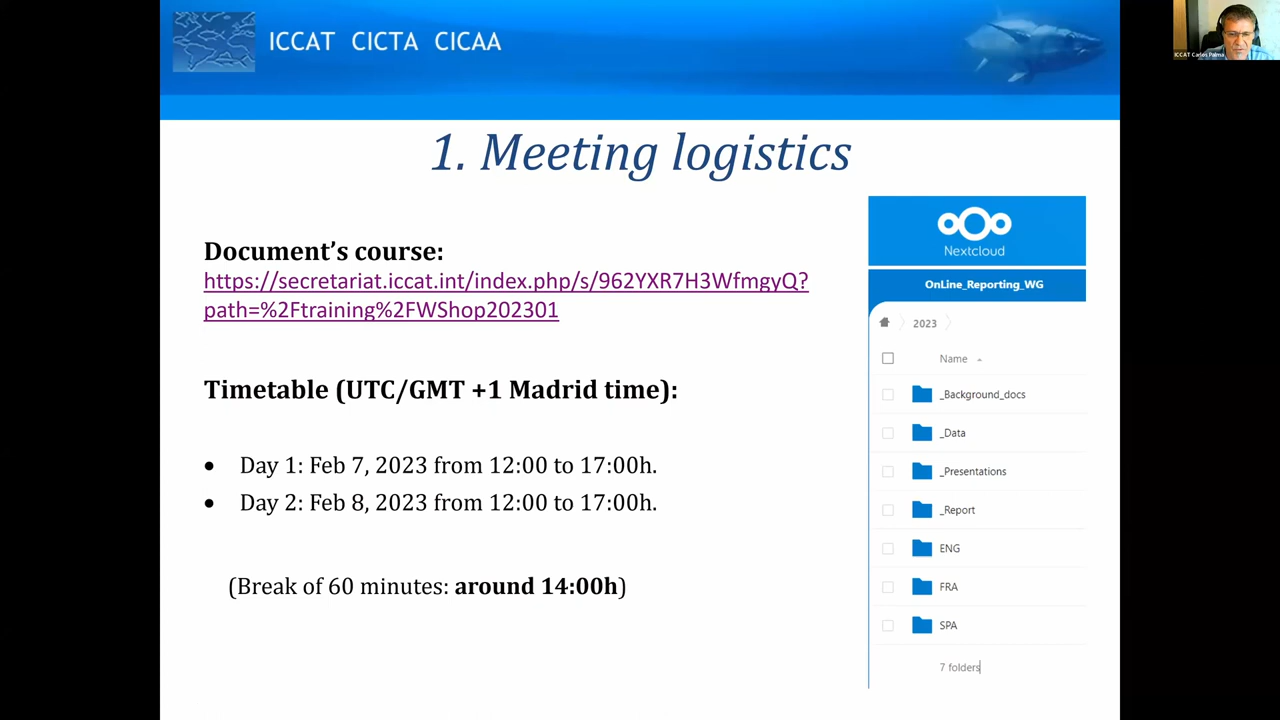 ICCAT CICTA CICAA
ICCAT Carlos Palma
1. Meeting logistics
Document’s course:
https://secretariat.iccat.int/index.php/s/962YXR7H3WfmgyQ?
path=%2Ftraining%2FWShop202301
Timetable (UTC/GMT +1 Madrid time):
• Day 1: Feb 7, 2023 from 12:00 to 17:00h.
• Day 2: Feb 8, 2023 from 12:00 to 17:00h.
(Break of 60 minutes: around 14:00h)
Nextcloud
OnLine_Reporting_WG
2023
Name
_Background_docs
_Data
_Presentations
_Report
ENG
FRA
SPA
7 folders